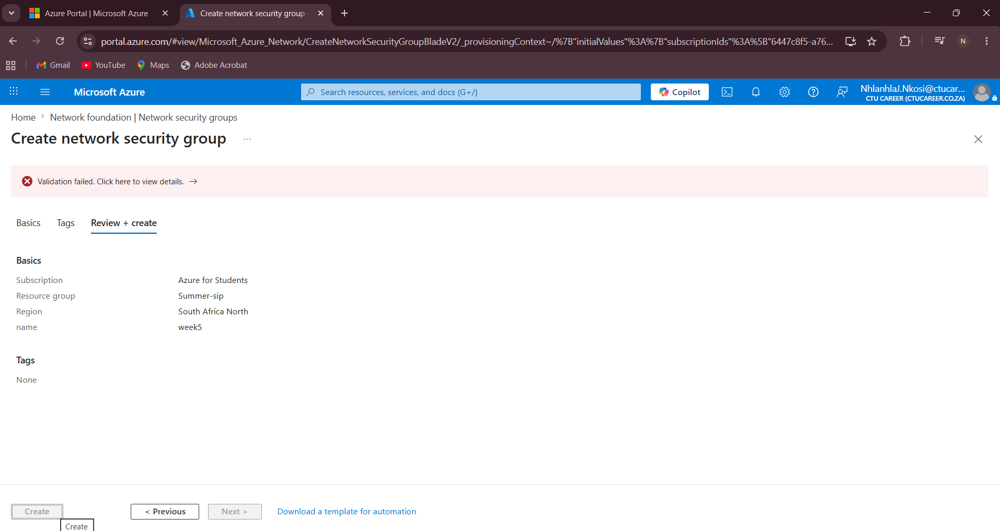 Azure Portal | Microsoft Azure
Create network security group -
portal.azure.com/#view/Microsoft_Azure_Network/CreateNetworkSecurityGroupBladeV2/_provisioningContext~/%7B"initialValues"%3A%7B"subscriptionIds"%3A%5B"6447c8f5-a76...
N
Gmail
YouTube
Maps
Adobe Acrobat
Microsoft Azure
Search resources, services, and docs (G+/)
Copilot
NhlanhlaJ.Nkosi@ctucar...
CTU CAREER (CTUCAREER.CO.ZA)
Home > Network foundation | Network security groups
Create network security group ...
Validation failed. Click here to view details. →
Basics
Tags
Review + create
Basics
Subscription Azure for Students
Resource group Summer-sip
Region South Africa North
name week5
Tags
None
Create
< Previous
Next >
Download a template for automation
Create